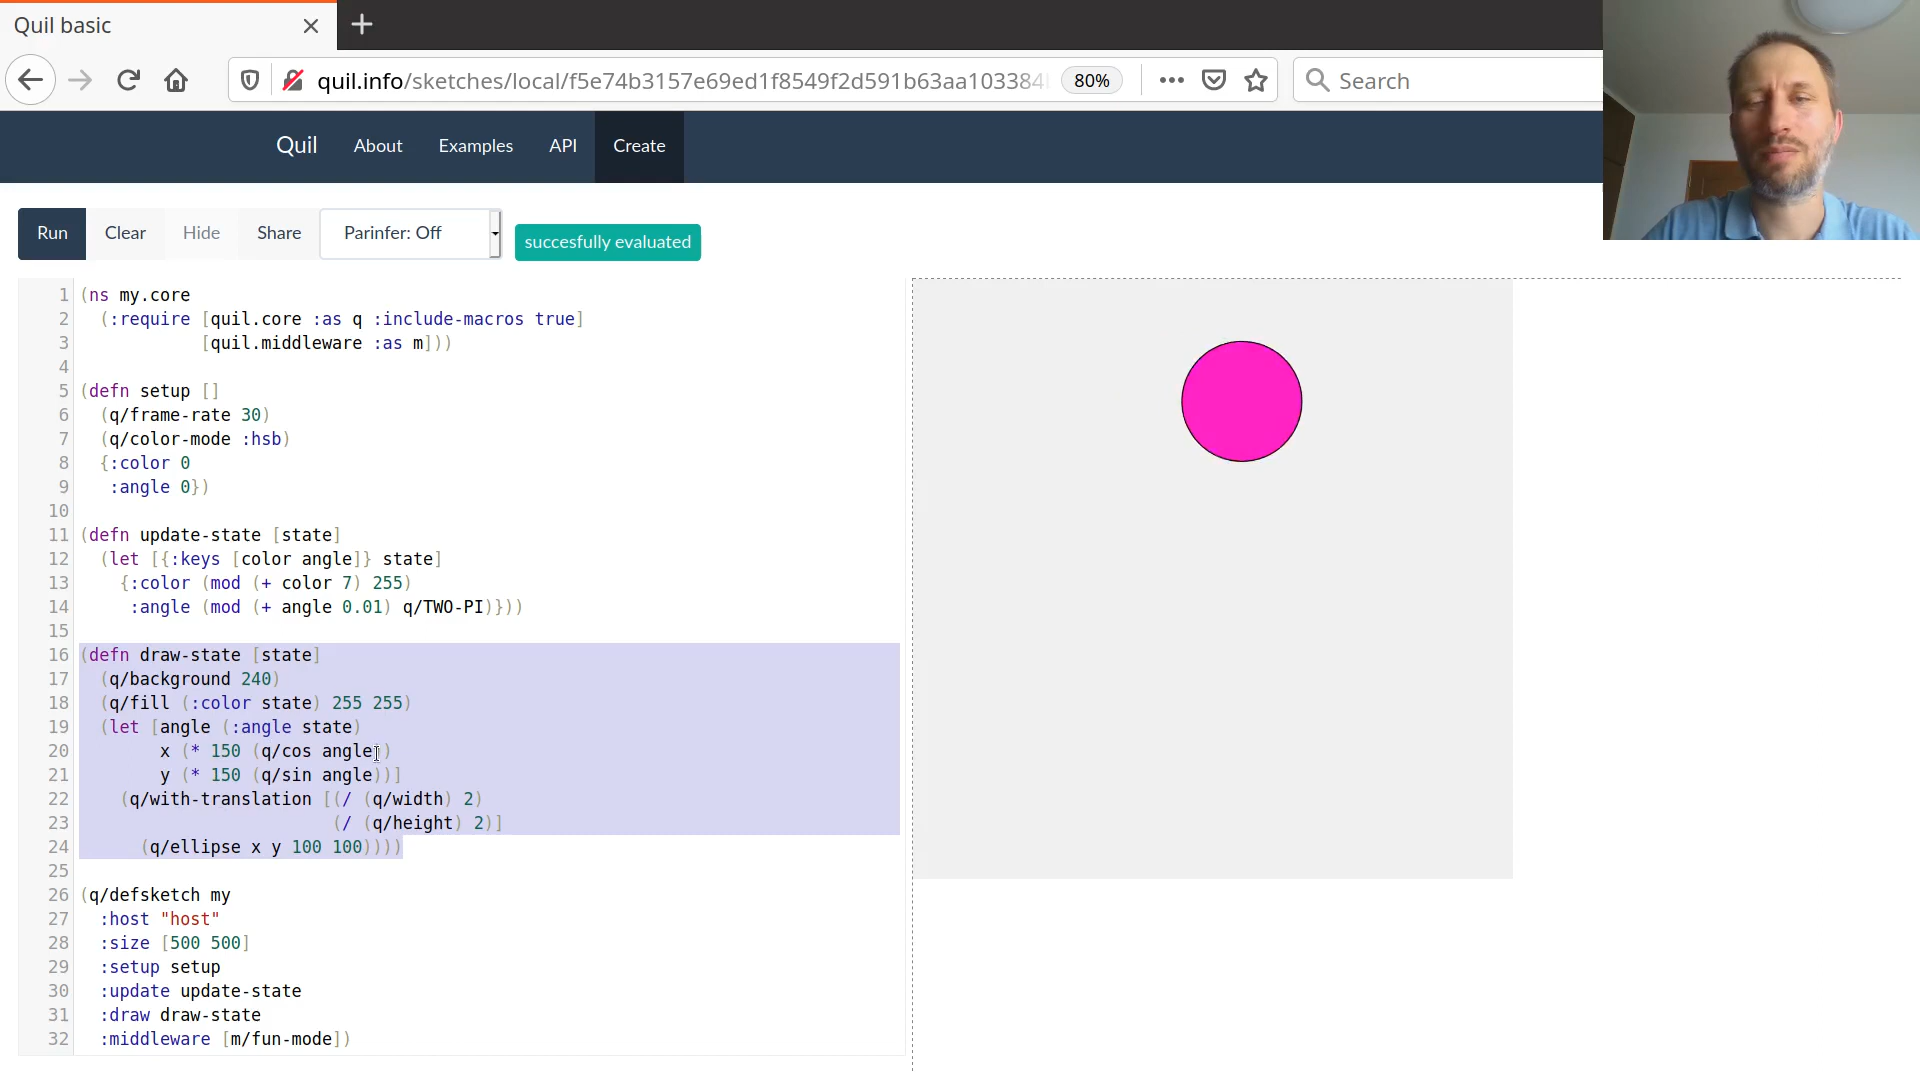 Quil basic
quil.info/sketches/local/f5e74b3157e69ed1f8549f2d591b63aa103384
80%
Search
Quil About Examples API Create
Run Clear Hide Share Parinfer: Off succesfully evaluated
1 (ns my.core
2 (:require [quil.core :as q :include-macros true]
3 [quil.middleware :as m]))
4
5 (defn setup []
6 (q/frame-rate 30)
7 (q/color-mode :hsb)
8 {:color 0
9 :angle 0})
10
11 (defn update-state [state]
12 (let [{:keys [color angle]} state]
13 {:color (mod (+ color 7) 255)
14 :angle (mod (+ angle 0.01) q/TWO-PI)}))
15
16 (defn draw-state [state]
17 (q/background 240)
18 (q/fill (:color state) 255 255)
19 (let [angle (:angle state)
20 x (* 150 (q/cos angle))
21 y (* 150 (q/sin angle))]
22 (q/with-translation [(/ (q/width) 2)
23 (/ (q/height) 2)]
24 (q/ellipse x y 100 100))))
25
26 (q/defsketch my
27 :host "host"
28 :size [500 500]
29 :setup setup
30 :update update-state
31 :draw draw-state
32 :middleware [m/fun-mode])